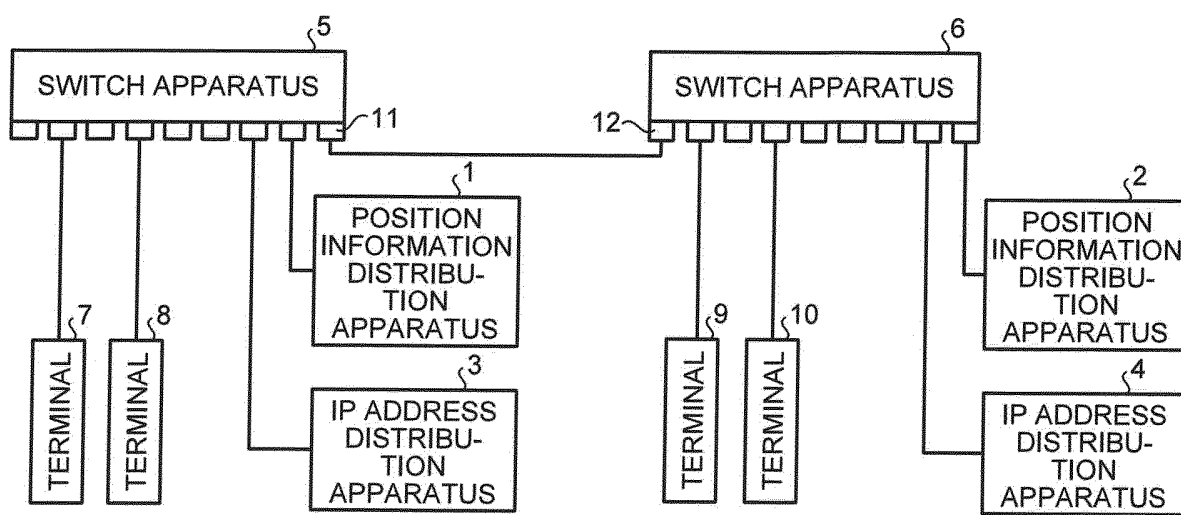 5
6
SWITCH APPARATUS
SWITCH APPARATUS
11
12
1
POSITION
INFORMATION
DISTRIBU-
TION
APPARATUS
2
POSITION
INFORMATION
DISTRIBU-
TION
APPARATUS
7
TERMINAL
8
TERMINAL
9
TERMINAL
10
TERMINAL
3
IP ADDRESS
DISTRIBU-
TION
APPARATUS
4
IP ADDRESS
DISTRIBU-
TION
APPARATUS